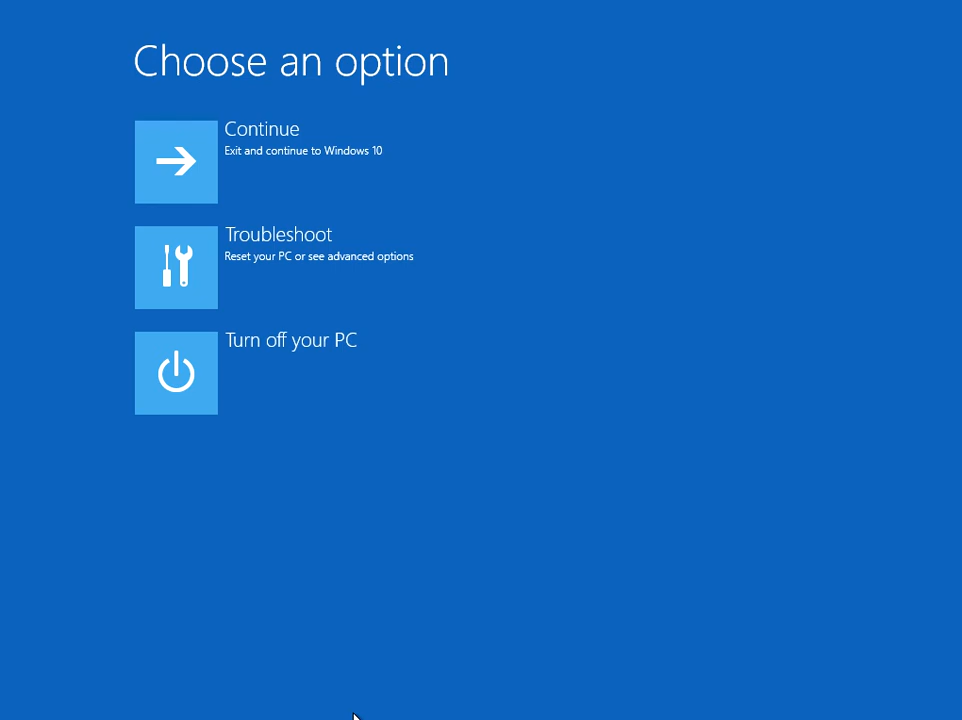 Choose an option
Continue
Exit and continue to Windows 10
Troubleshoot
Reset your PC or see advanced options
Turn off your PC